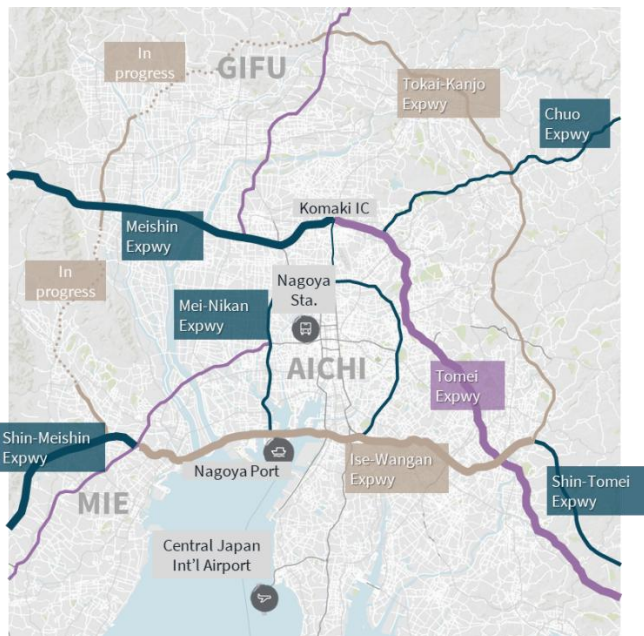 In
progress
GIFU
Tokai-Kanjo
Expwy
Chuo
Expwy
Komaki IC
Meishin
Expwy
In
progress
Nagoya
Sta.
Mei-Nikan
Expwy
AICHI
Tomei
Expwy
Shin-Meishin
Expwy
Nagoya Port
Ise-Wangan
Expwy
Shin-Tomei
Expwy
MIE
Central Japan
Int'l Airport